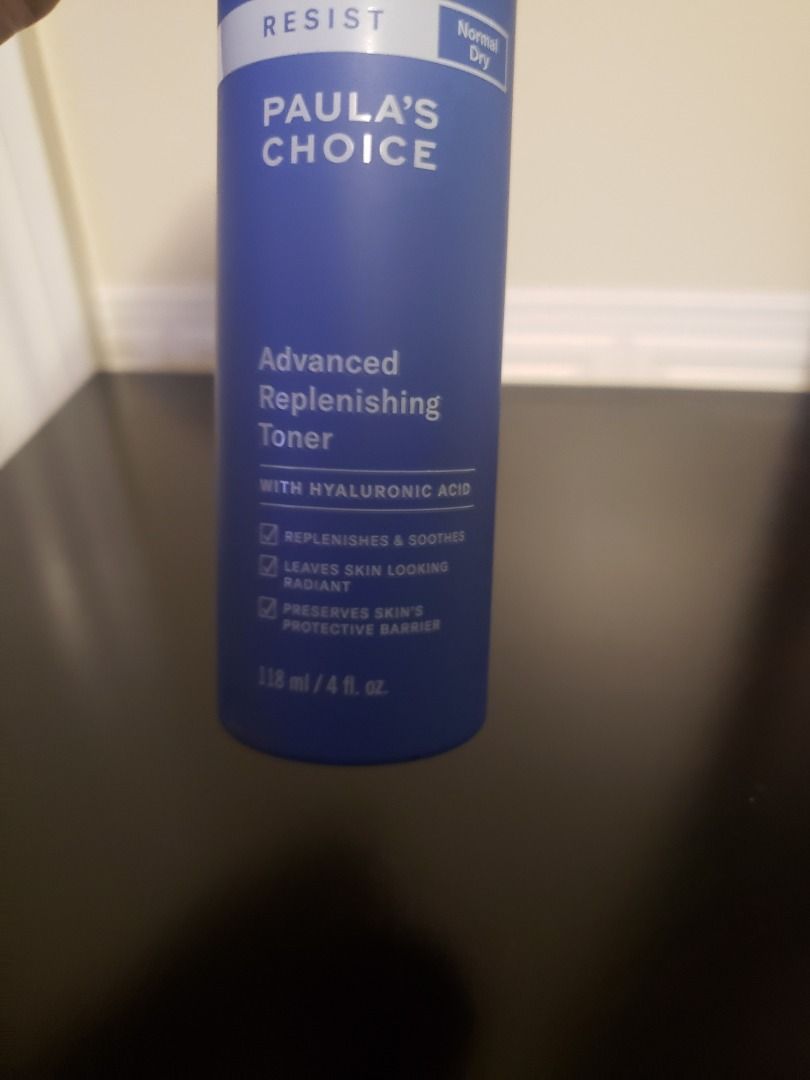 RESIST
Normal
Dry
PAULA'S
CHOICE
Advanced
Replenishing
Toner
WITH HYALURONIC ACID
REPLENISHES & SOOTHES
LEAVES SKIN LOOKING
RADIANT
PRESERVES SKIN'S
PROTECTIVE BARRIER
118 ml / 4 fl. oz.